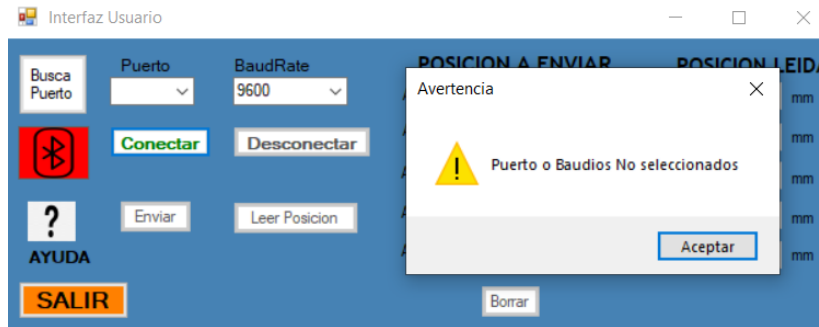 Interfaz Usuario
Busca
Puerto
Puerto
BaudRate
9600
POSICION A ENVIAR
POSICION LEIDA
Avertencia
mm
Conectar
Desconectar
mm
Puerto o Baudios No seleccionados
mm
?
Enviar
Leer Posicion
mm
Aceptar
AYUDA
mm
SALIR
Borrar